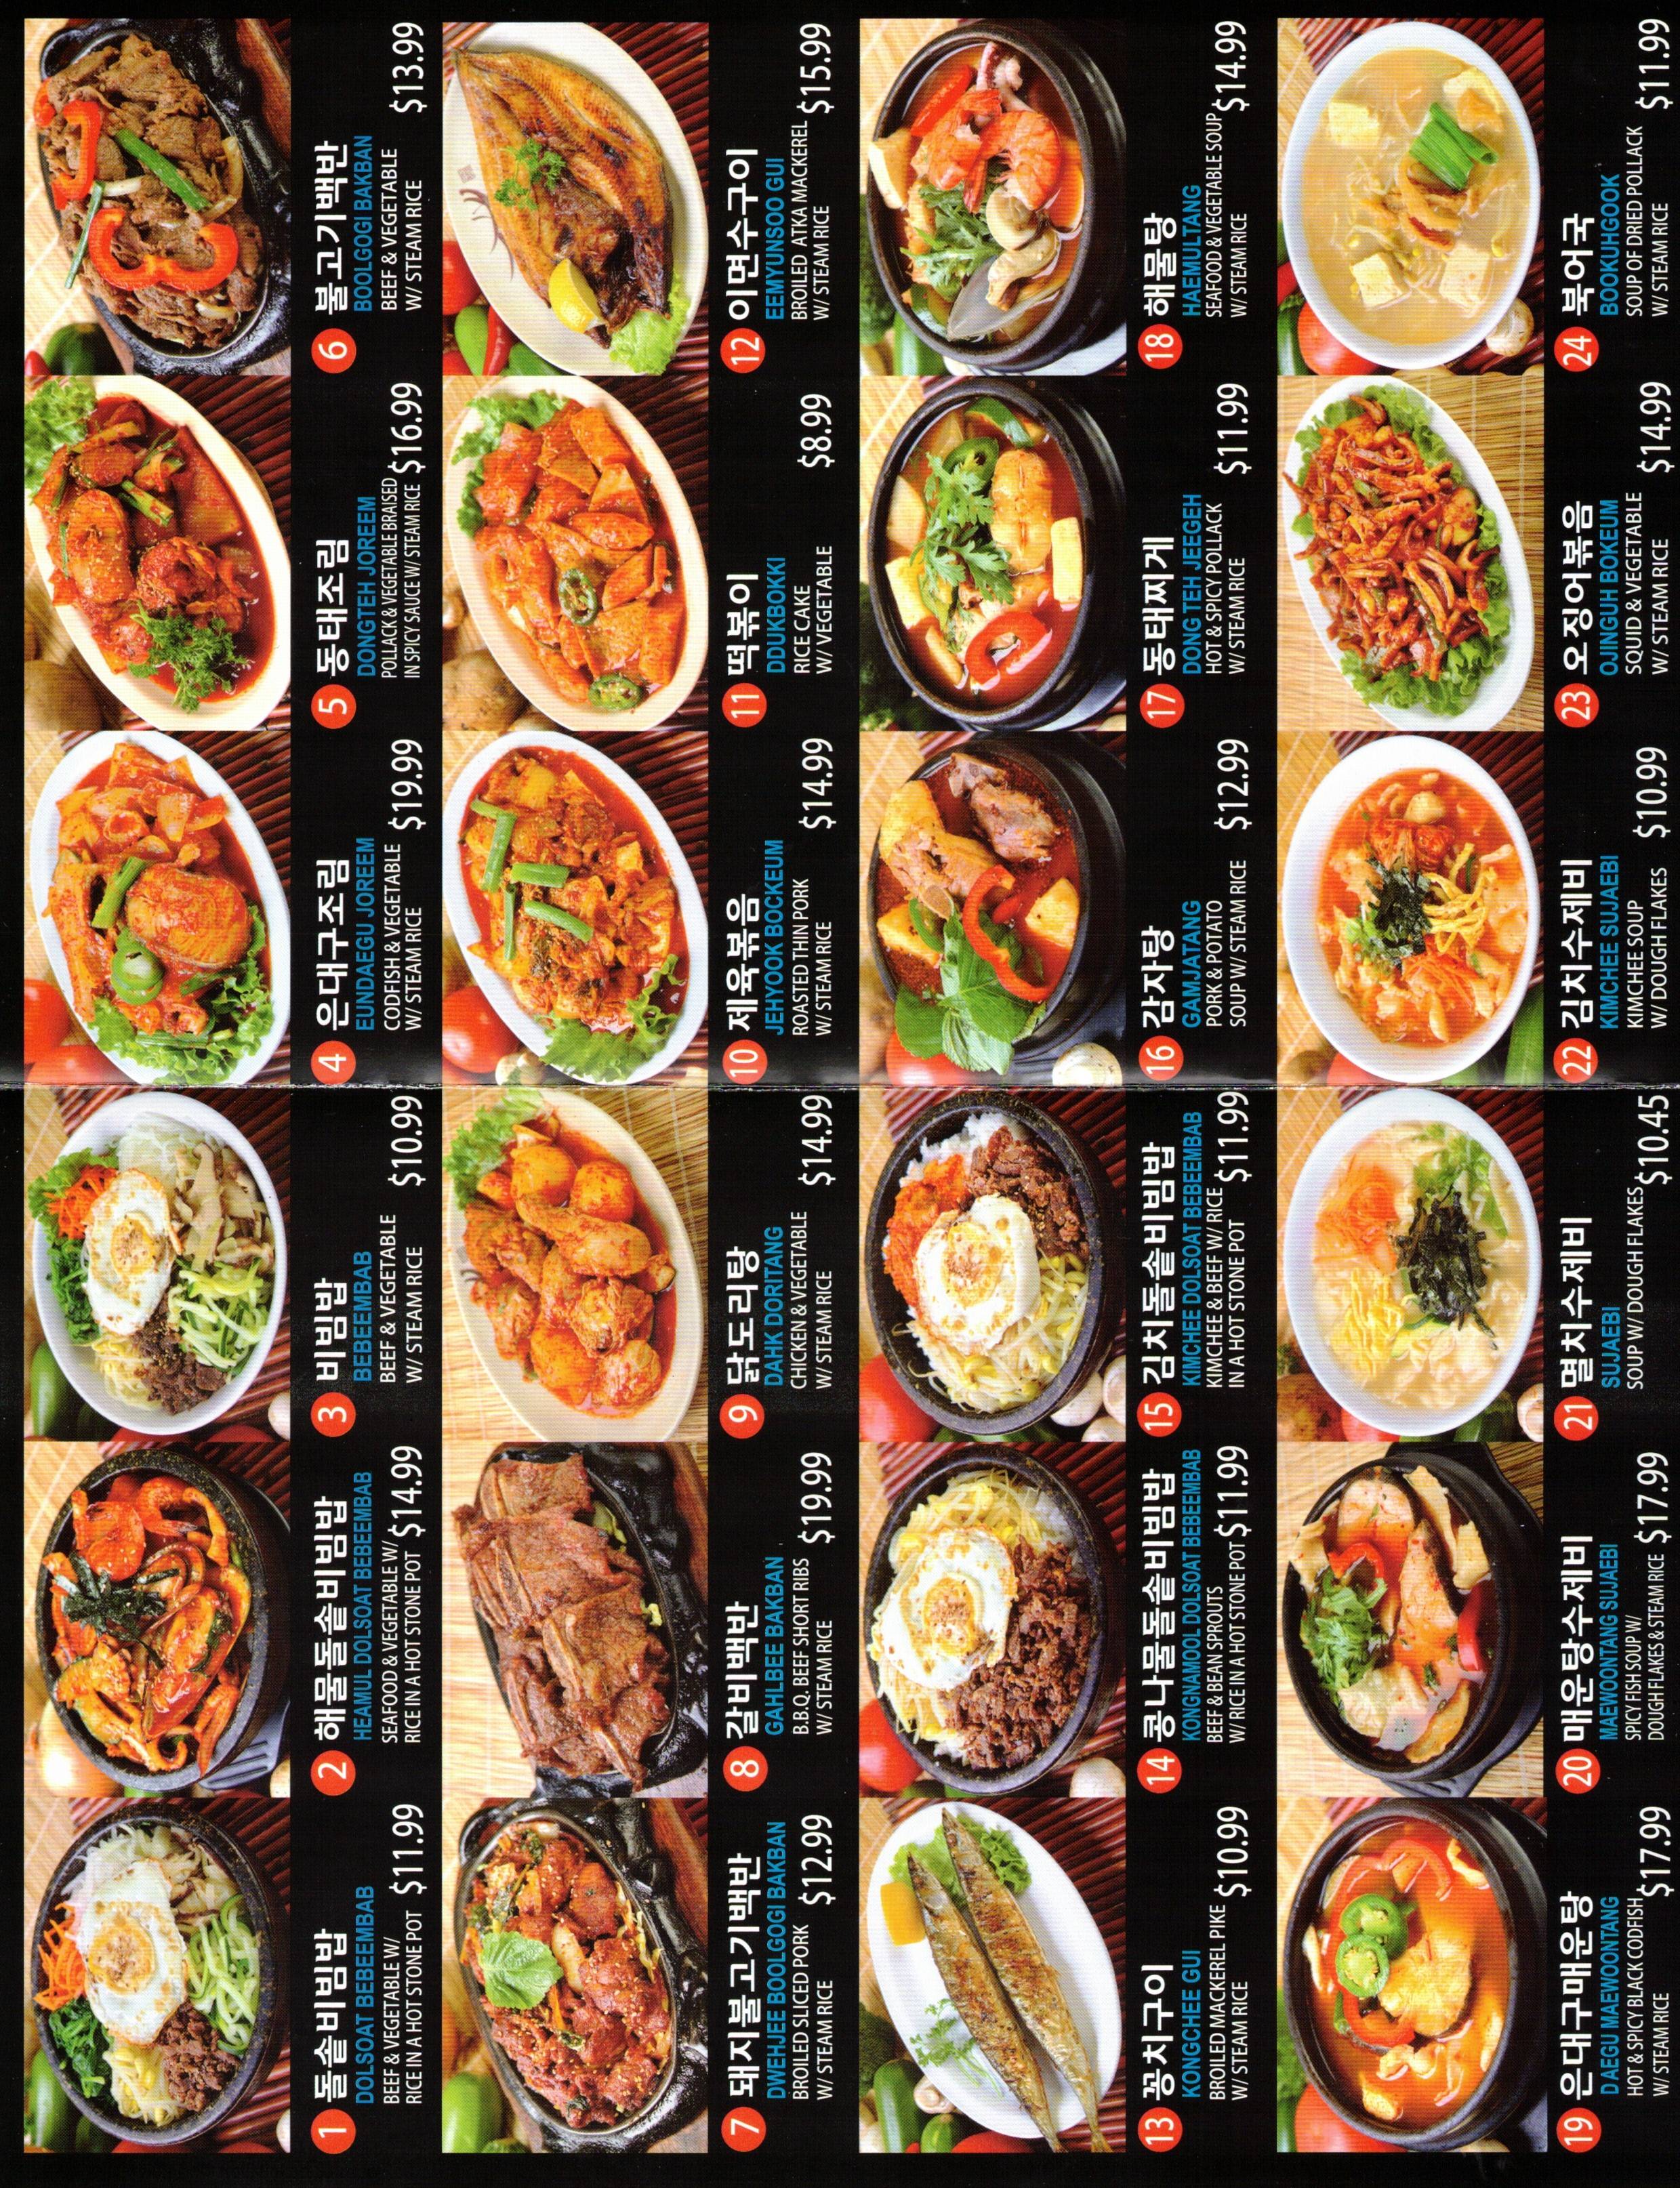 1 돌솥비빔밥
DOLSOAT BEBEEMBAB
BEEF & VEGETABLE W/
RICE IN A HOT STONE POT $11.99
2 해물돌솥비빔밥
HEAMUL DOLSOAT BEBEEMBAB
SEAFOOD & VEGETABLE W/
RICE IN A HOT STONE POT $14.99
3 비빔밥
BEBEEMBAB
BEEF & VEGETABLE
W/ STEAM RICE $10.99
4 은대구조림
EUNDAEGU JOREEM
CODFISH & VEGETABLE
W/ STEAM RICE $19.99
5 동태조림
DONGTEH JOREEM
POLLACK & VEGETABLE BRAISED
IN SPICY SAUCE W/ STEAM RICE $16.99
6 불고기백반
BOOLGOGI BAKBAN
BEEF & VEGETABLE
W/ STEAM RICE $13.99
7 돼지불고기백반
DWEHJEE BOOLGOGI BAKBAN
BROILED SLICED PORK
W/ STEAM RICE $12.99
8 갈비백반
GAHLBEE BAKBAN
B.B.Q. BEEF SHORT RIBS
W/ STEAM RICE $19.99
9 닭도리탕
DAHK DORITANG
CHICKEN & VEGETABLE
W/ STEAM RICE $14.99
10 제육볶음
JEHYOOK BOCKEUM
ROASTED THIN PORK
W/ STEAM RICE $14.99
11 떡볶이
DDUKBOKKI
RICE CAKE
W/ VEGETABLE $8.99
12 이면수구이
EEMYUNSOO GUI
BROILED ATKA MACKEREL
W/ STEAM RICE $15.99
13 꽁치구이
KONGCHEE GUI
BROILED MACKEREL PIKE
W/ STEAM RICE $10.99
14 콩나물돌솥비빔밥
KONGNAMOOL DOLSOAT BEBEEMBAB
BEEF & BEAN SPROUTS
W/ RICE IN A HOT STONE POT $11.99
15 김치돌솥비빔밥
KIMCHEE DOLSOAT BEBEEMBAB
KIMCHEE & BEEF W/ RICE
IN A HOT STONE POT $11.99
16 감자탕
GAMJATANG
PORK & POTATO
SOUP W/ STEAM RICE $12.99
17 동태찌게
DONG TEH JEEGEH
HOT & SPICY POLLACK
W/ STEAM RICE $11.99
18 해물탕
HAEMULTANG
SEAFOOD & VEGETABLE SOUP
W/ STEAM RICE $14.99
19 은대구매운탕
DAEGU MAEWOONTANG
HOT & SPICY BLACK CODFISH
W/ STEAM RICE $17.99
20 매운탕수제비
MAEWOONTANG SUJAEBI
SPICY FISH SOUP W/
DOUGH FLAKES & STEAM RICE $17.99
21 멸치수제비
SUJAEBI
SOUP W/ DOUGH FLAKES $10.45
22 김치수제비
KIMCHEE SUJAEBI
KIMCHEE SOUP
W/ DOUGH FLAKES $10.99
23 오징어볶음
OJINGUH BOKEUM
SQUID & VEGETABLE
W/ STEAM RICE $14.99
24 북어국
BOOKUHGOOK
SOUP OF DRIED POLLACK
W/ STEAM RICE $11.99